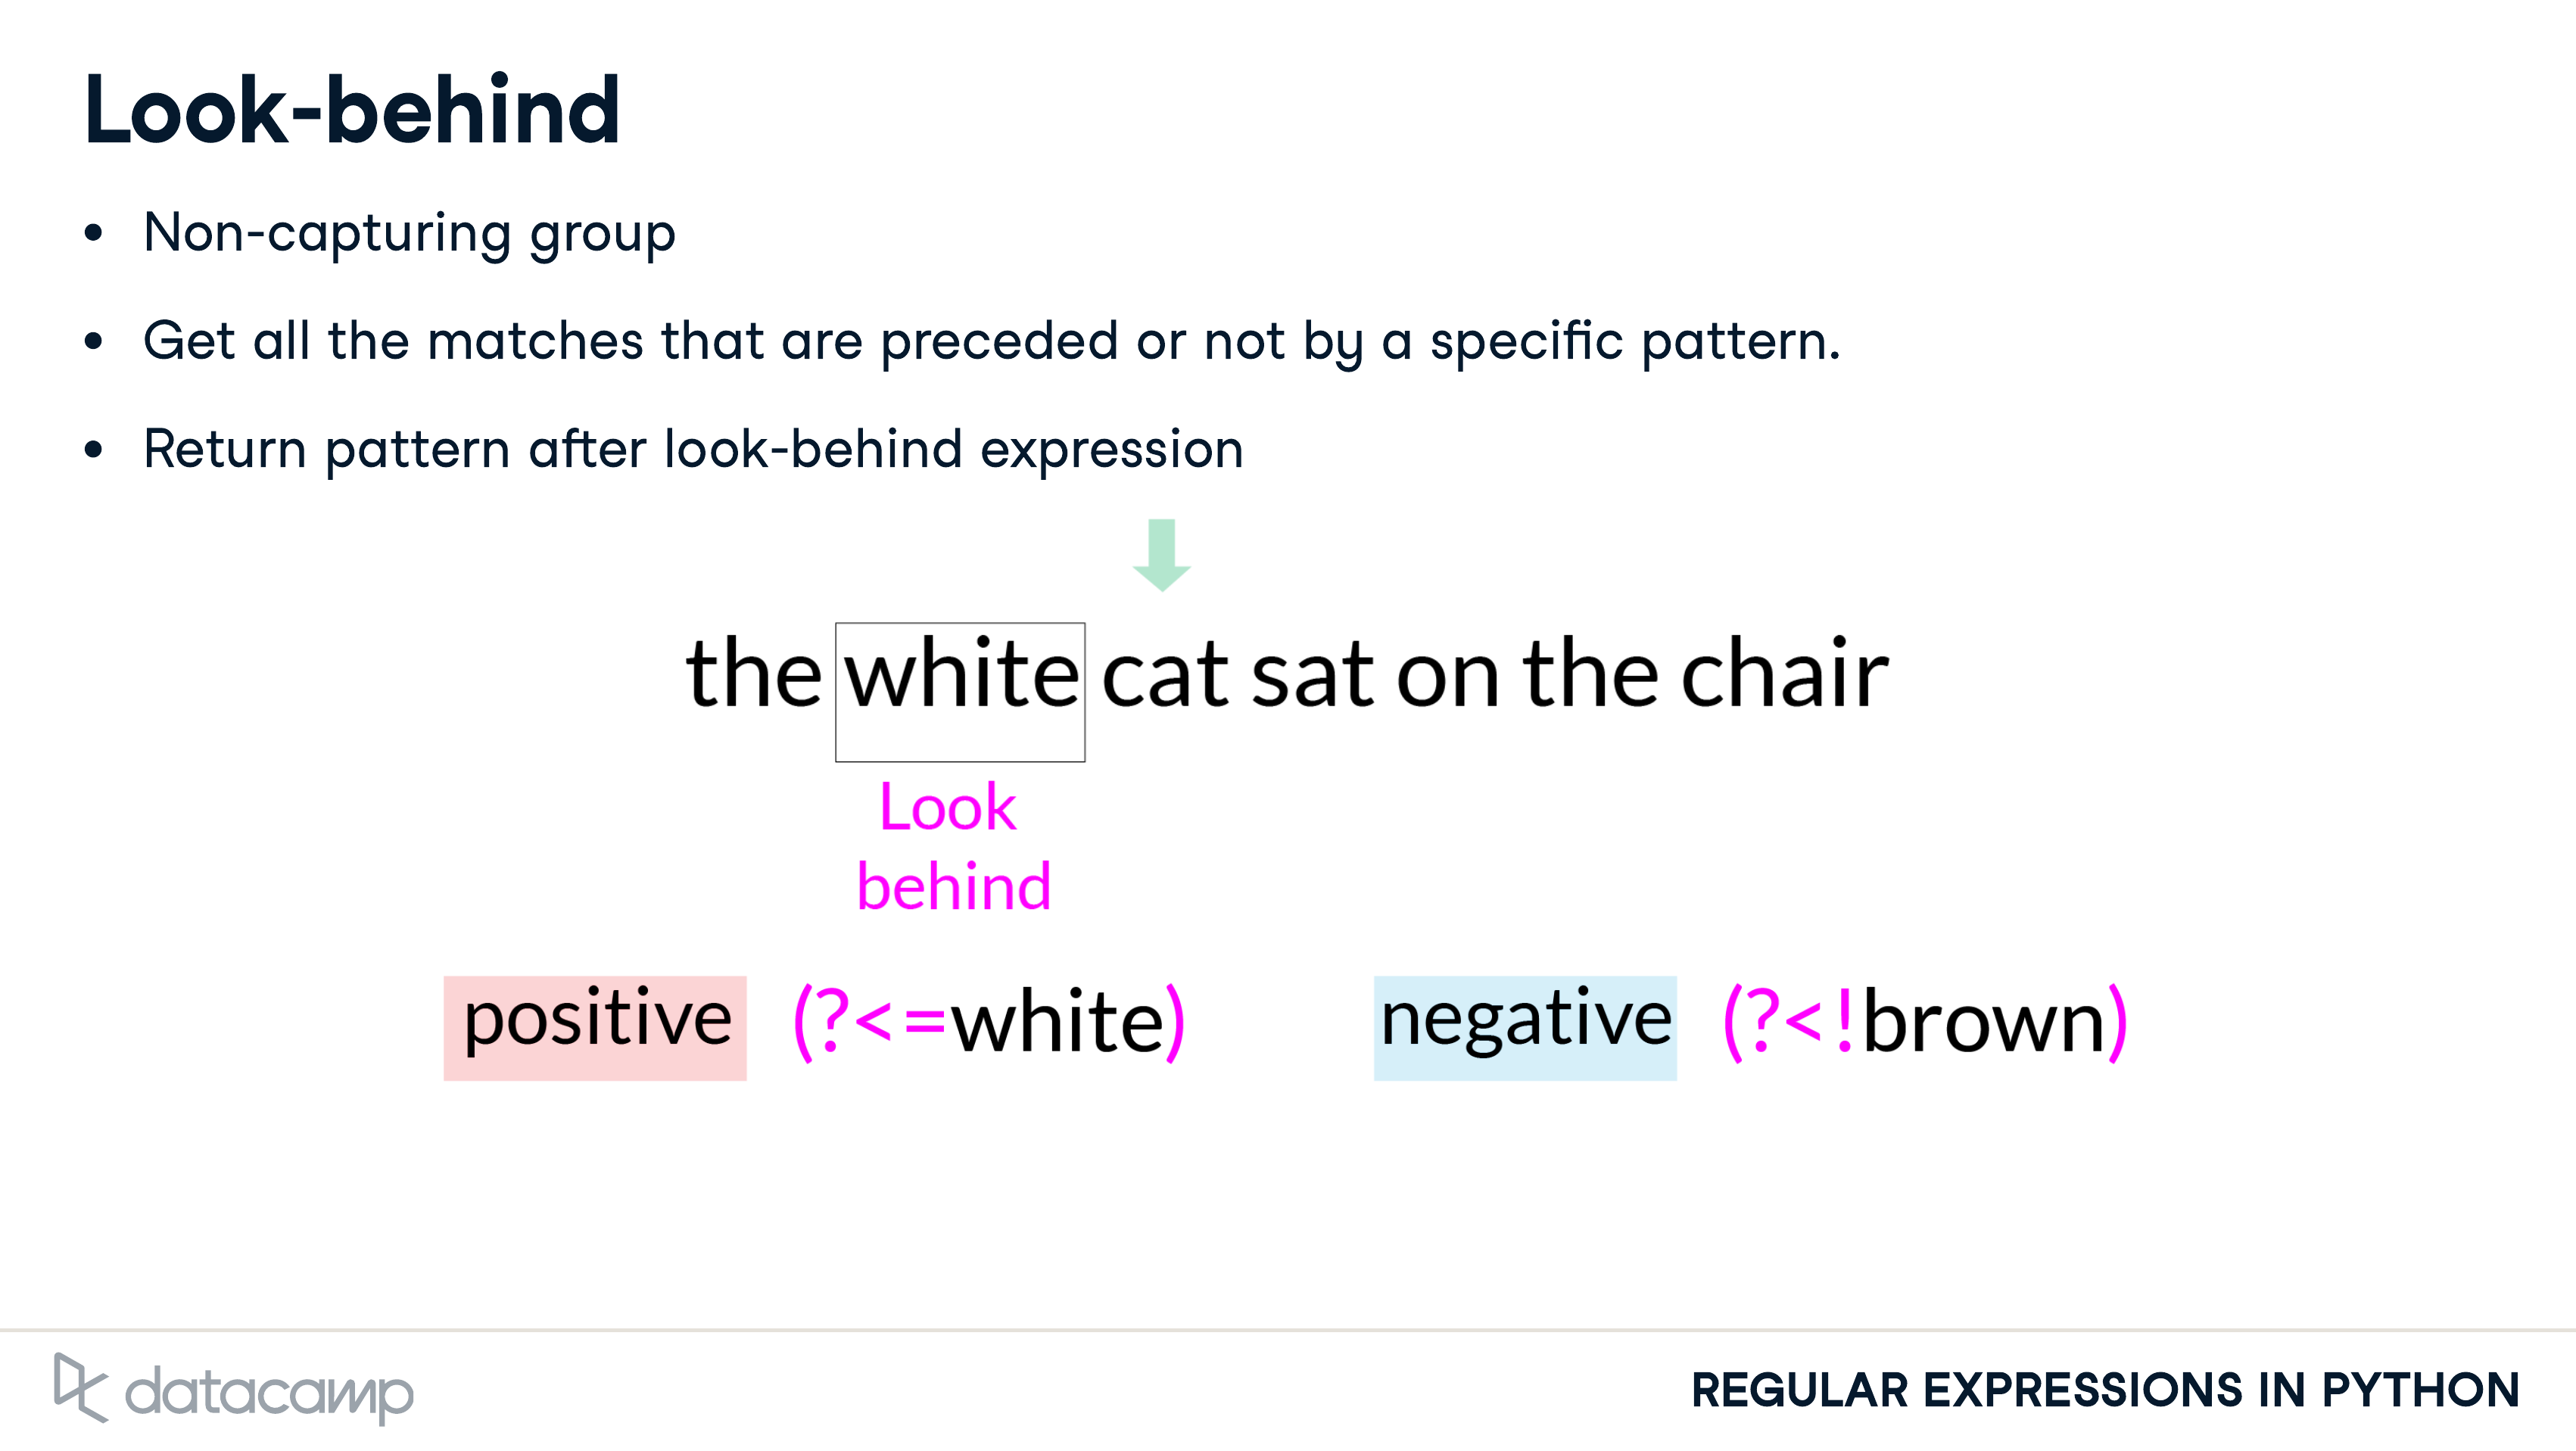 Look-behind
• Non-capturing group
• Get all the matches that are preceded or not by a specific pattern.
• Return pattern after look-behind expression
the white cat sat on the chair
Look
behind
positive (?<=white) negative (?<!brown)
datacamp REGULAR EXPRESSIONS IN PYTHON